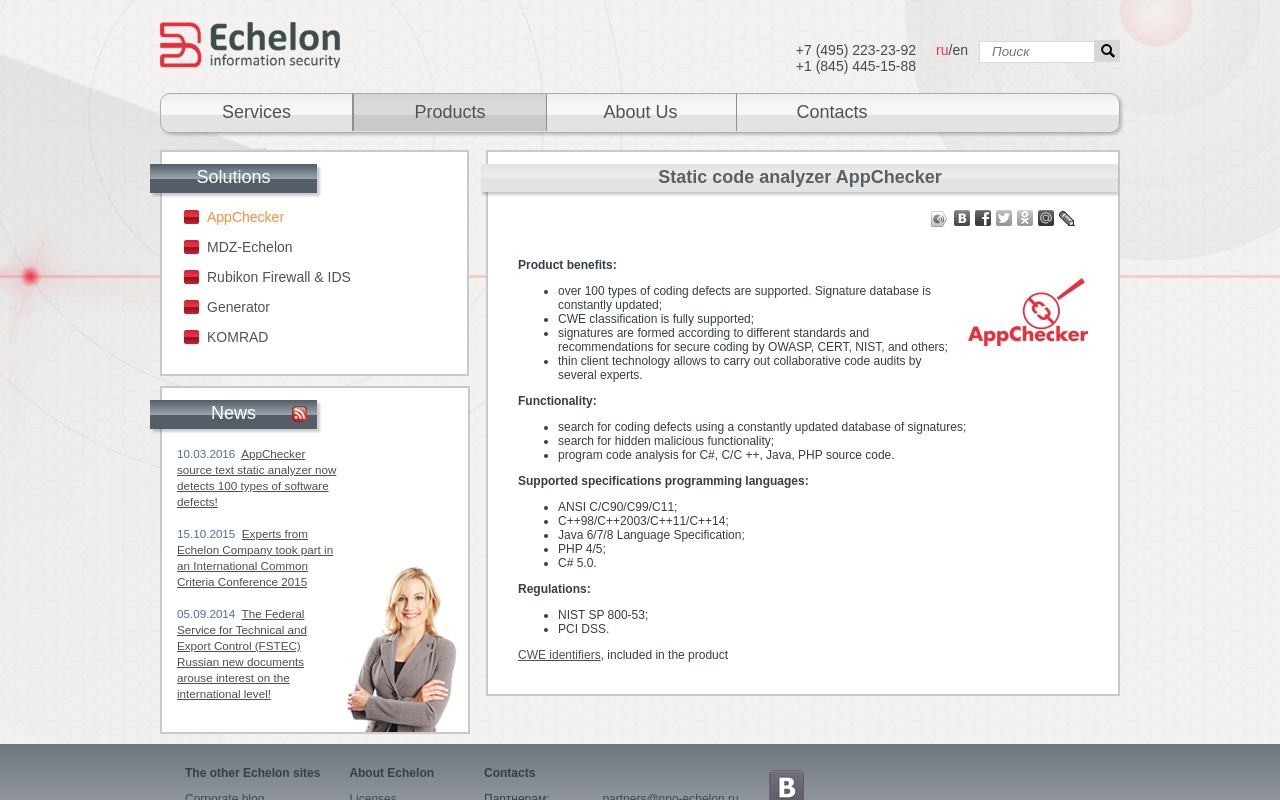 Echelon
information security
+7 (495) 223-23-92
+1 (845) 445-15-88
ru/en
Поиск
Services
Products
About Us
Contacts
Solutions
AppChecker
MDZ-Echelon
Rubikon Firewall & IDS
Generator
KOMRAD
News
10.03.2016 AppChecker
source text static analyzer now
detects 100 types of software
defects!
15.10.2015 Experts from
Echelon Company took part in
an International Common
Criteria Conference 2015
05.09.2014 The Federal
Service for Technical and
Export Control (FSTEC)
Russian new documents
arouse interest on the
international level!
Static code analyzer AppChecker
Product benefits:
over 100 types of coding defects are supported. Signature database is
constantly updated;
CWE classification is fully supported;
signatures are formed according to different standards and
recommendations for secure coding by OWASP, CERT, NIST, and others;
thin client technology allows to carry out collaborative code audits by
several experts.
AppChecker
Functionality:
search for coding defects using a constantly updated database of signatures;
search for hidden malicious functionality;
program code analysis for C#, C/C ++, Java, PHP source code.
Supported specifications programming languages:
ANSI C/C90/C99/C11;
C++98/C++2003/C++11/C++14;
Java 6/7/8 Language Specification;
PHP 4/5;
C# 5.0.
Regulations:
NIST SP 800-53;
PCI DSS.
CWE identifiers, included in the product
The other Echelon sites
About Echelon
Contacts
Corporate blog
Licenses
Партнерам:
partners@npo-echelon.ru
B